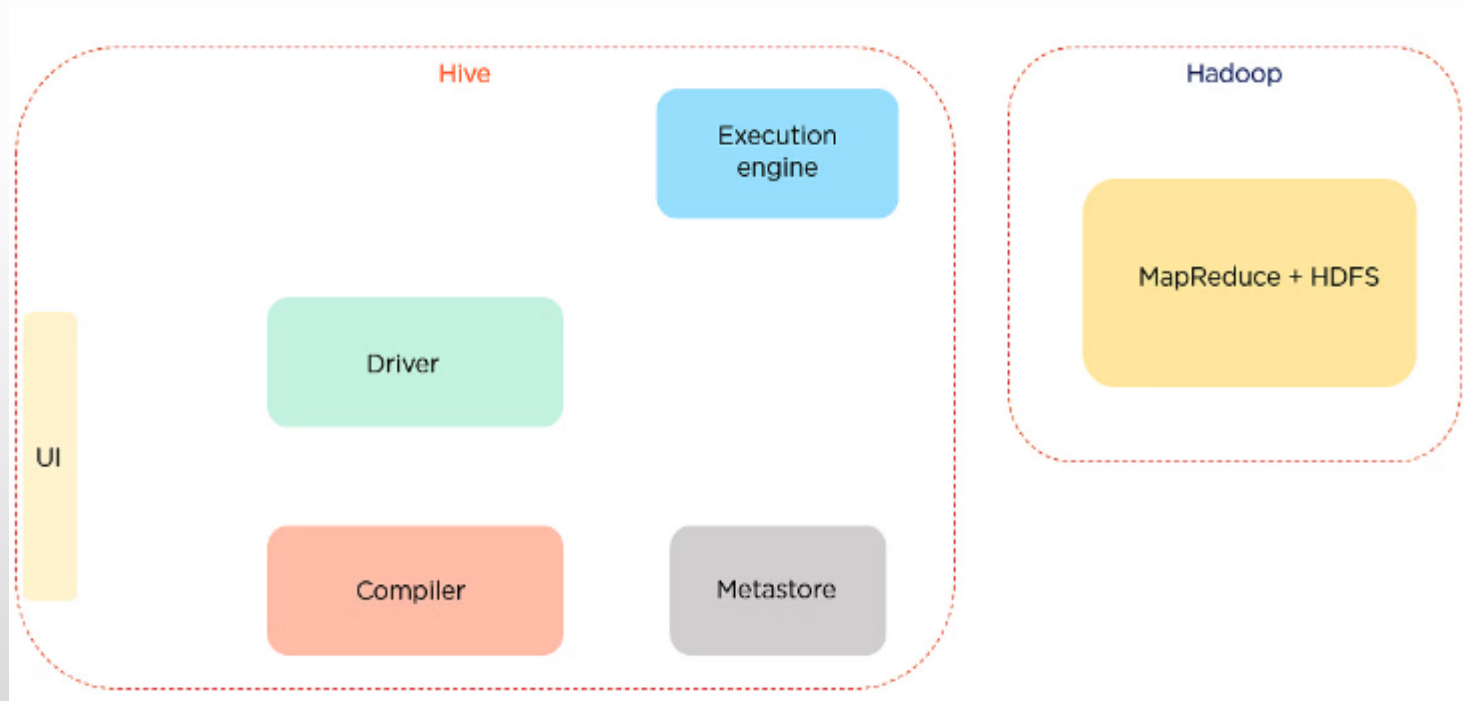 Hive
Hadoop
Execution
engine
MapReduce + HDFS
Driver
UI
Compiler
Metastore